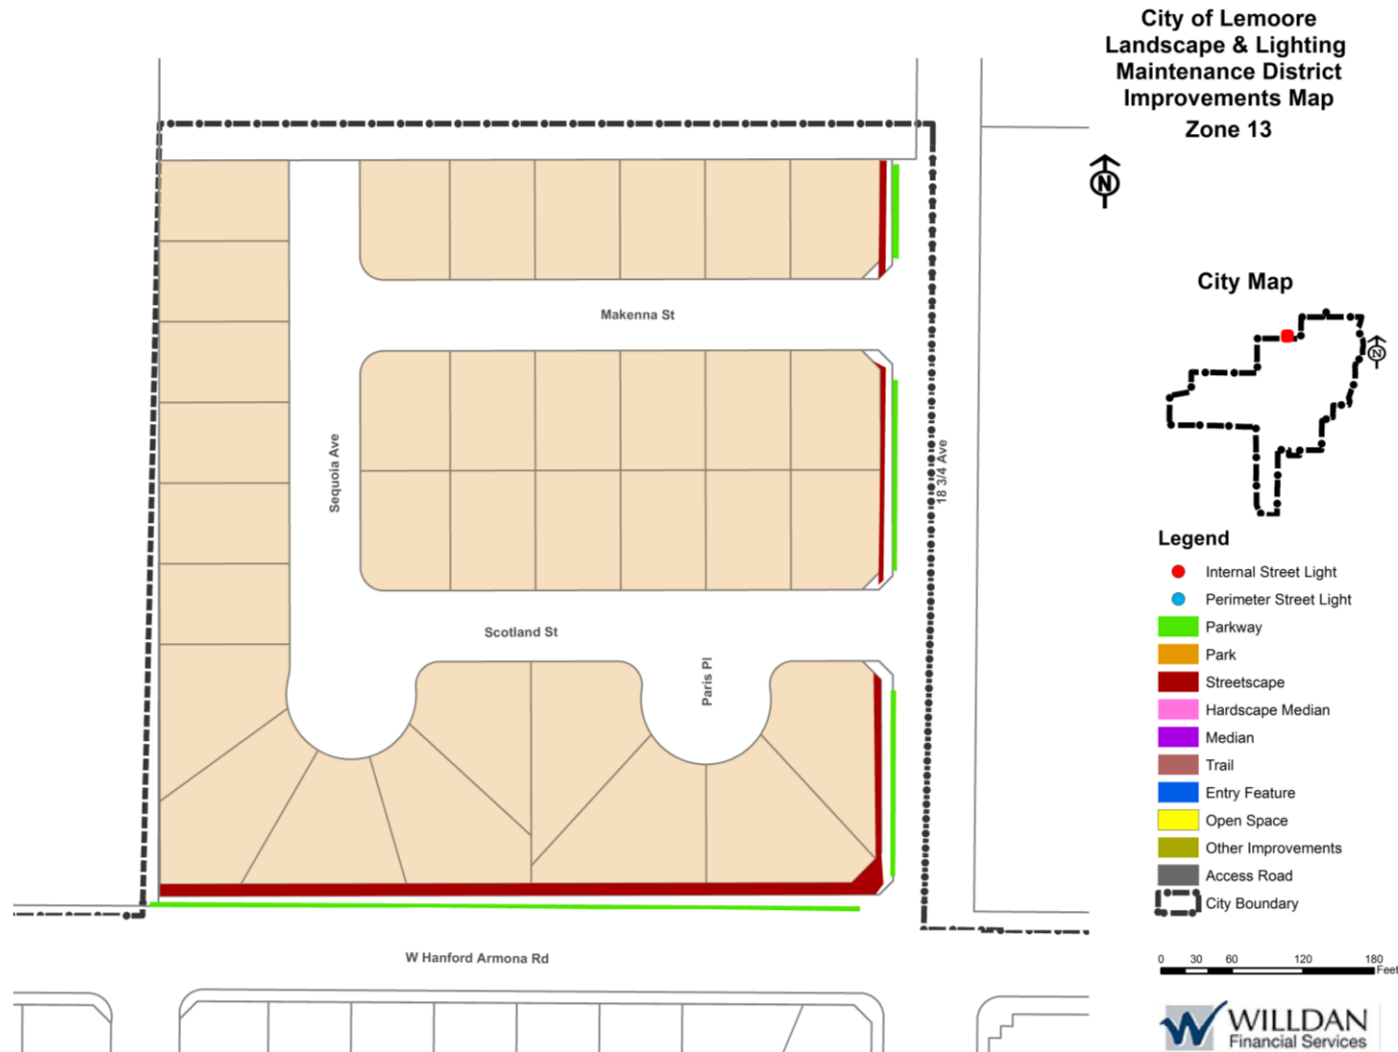 City of Lemoore
Landscape & Lighting
Maintenance District
Improvements Map
Zone 13
N
City Map
N
Makenna St
Sequoia Ave
18 3/4 Ave
Scotland St
Paris Pl
W Hanford Armona Rd
Legend
Internal Street Light
Perimeter Street Light
Parkway
Park
Streetscape
Hardscape Median
Median
Trail
Entry Feature
Open Space
Other Improvements
Access Road
City Boundary
0 30 60 120 180
Feet
WILLDAN
Financial Services